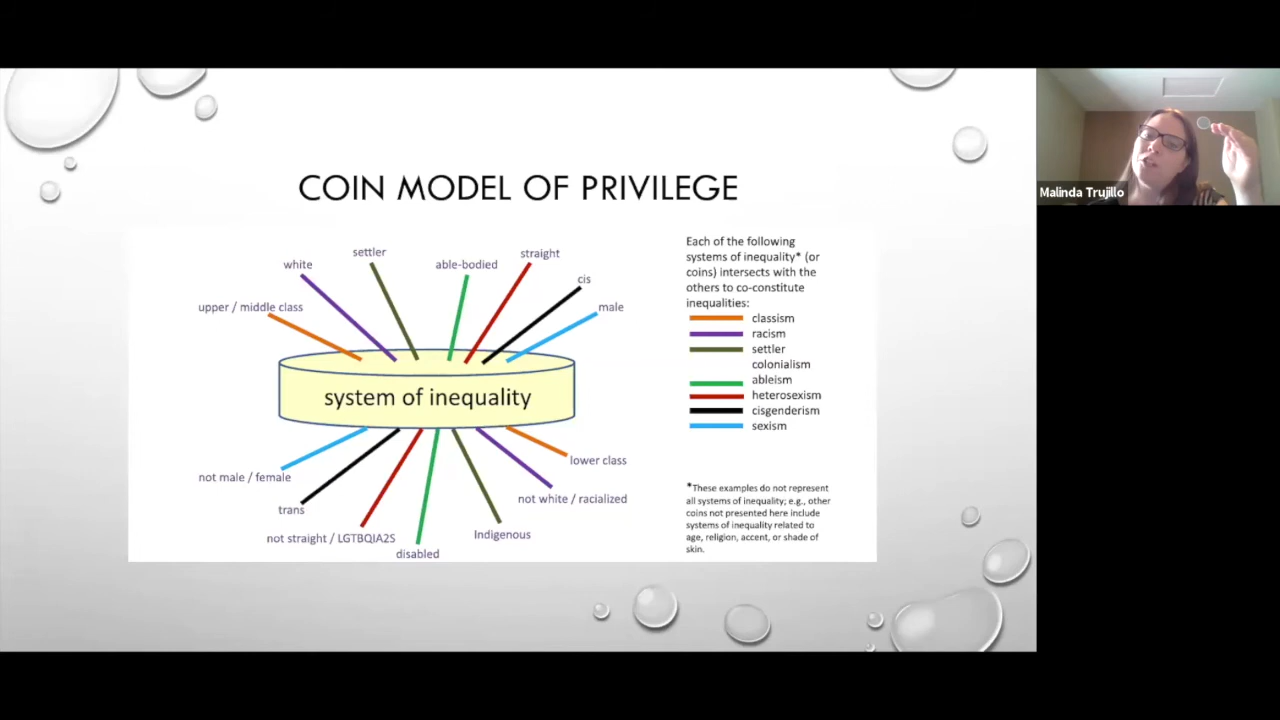 COIN MODEL OF PRIVILEGE
settler
straight
white
able-bodied
cis
upper / middle class
male
system of inequality
not male / female
lower class
trans
not white / racialized
not straight / LGTBQIA2S
Indigenous
disabled
Each of the following
systems of inequality* (or
coins) intersects with the
others to co-constitute
inequalities:
classism
racism
settler
colonialism
ableism
heterosexism
cisgenderism
sexism
*These examples do not represent
all systems of inequality; e.g., other
coins not presented here include
systems of inequality related to
age, religion, accent, or shade of
skin.
Malinda Trujillo